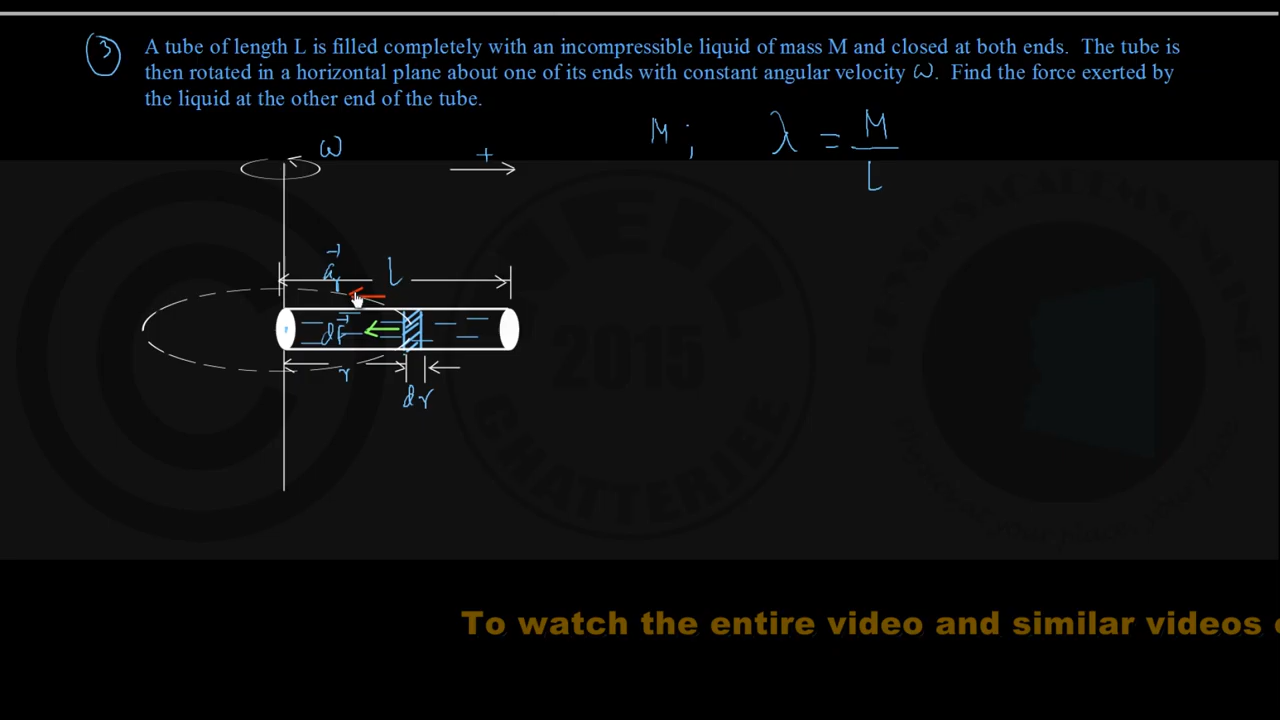 3 A tube of length L is filled completely with an incompressible liquid of mass M and closed at both ends. The tube is
then rotated in a horizontal plane about one of its ends with constant angular velocity ω. Find the force exerted by
the liquid at the other end of the tube.
M ; λ = M / L
ω
+
a⃗r
L
dF⃗
r
dr
©
2015
CHATTERJEE
To watch the entire video and similar videos